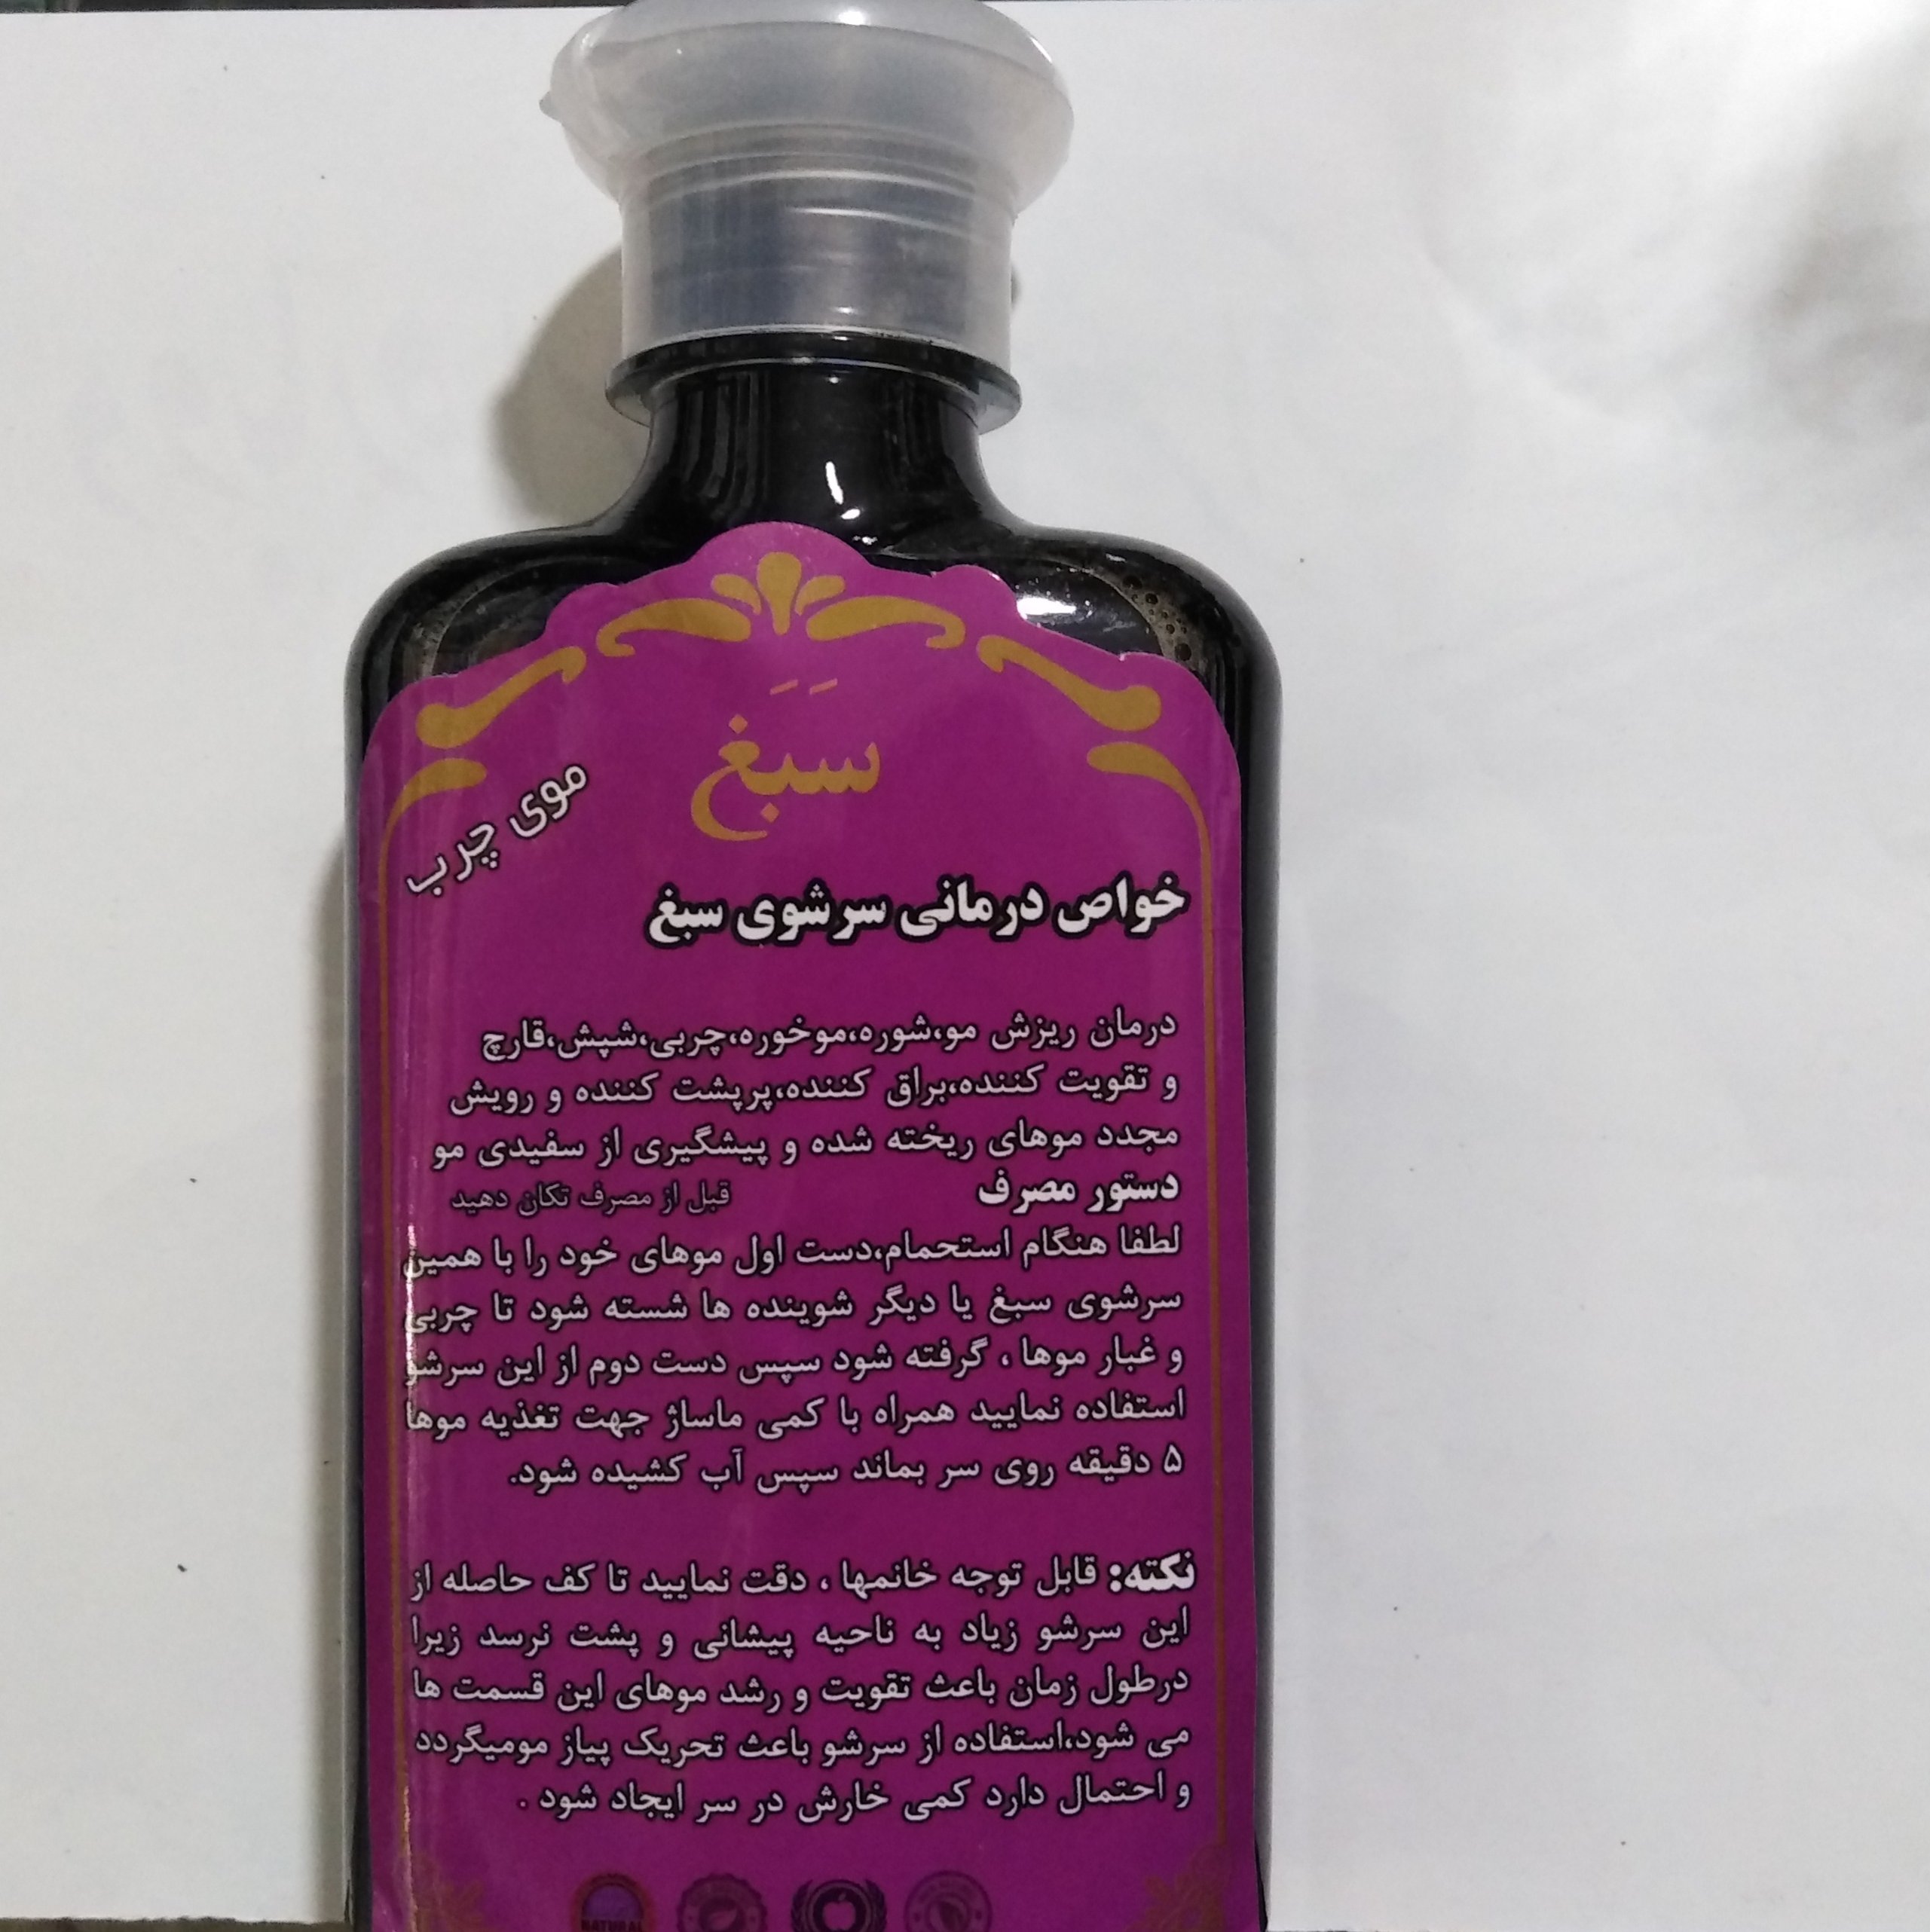 سَبَغ
موی چرب
خواص درمانی سرشوی سبغ
درمان ریزش مو،شوره،موخوره،چربی،شپش،قارچ
و تقویت کننده،براق کننده،پرپشت کننده و رویش
مجدد موهای ریخته شده و پیشگیری از سفیدی مو
دستور مصرف قبل از مصرف تکان دهید
لطفا هنگام استحمام،دست اول موهای خود را با همین
سرشوی سبغ یا دیگر شوینده ها شسته شود تا چربی
و غبار موها ، گرفته شود سپس دست دوم از این سرشو
استفاده نمایید همراه با کمی ماساژ جهت تغذیه موها
۵ دقیقه روی سر بماند سپس آب کشیده شود.
نکته: قابل توجه خانمها ، دقت نمایید تا کف حاصله از
این سرشو زیاد به ناحیه پیشانی و پشت نرسد زیرا
درطول زمان باعث تقویت و رشد موهای این قسمت ها
می شود،استفاده از سرشو باعث تحریک پیاز مومیگردد
و احتمال دارد کمی خارش در سر ایجاد شود .
NATURAL